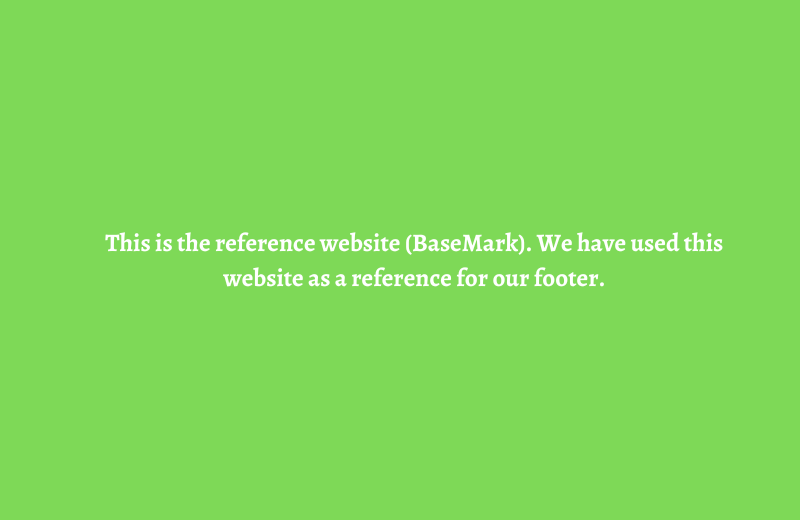 This is the reference website (BaseMark). We have used this
website as a reference for our footer.